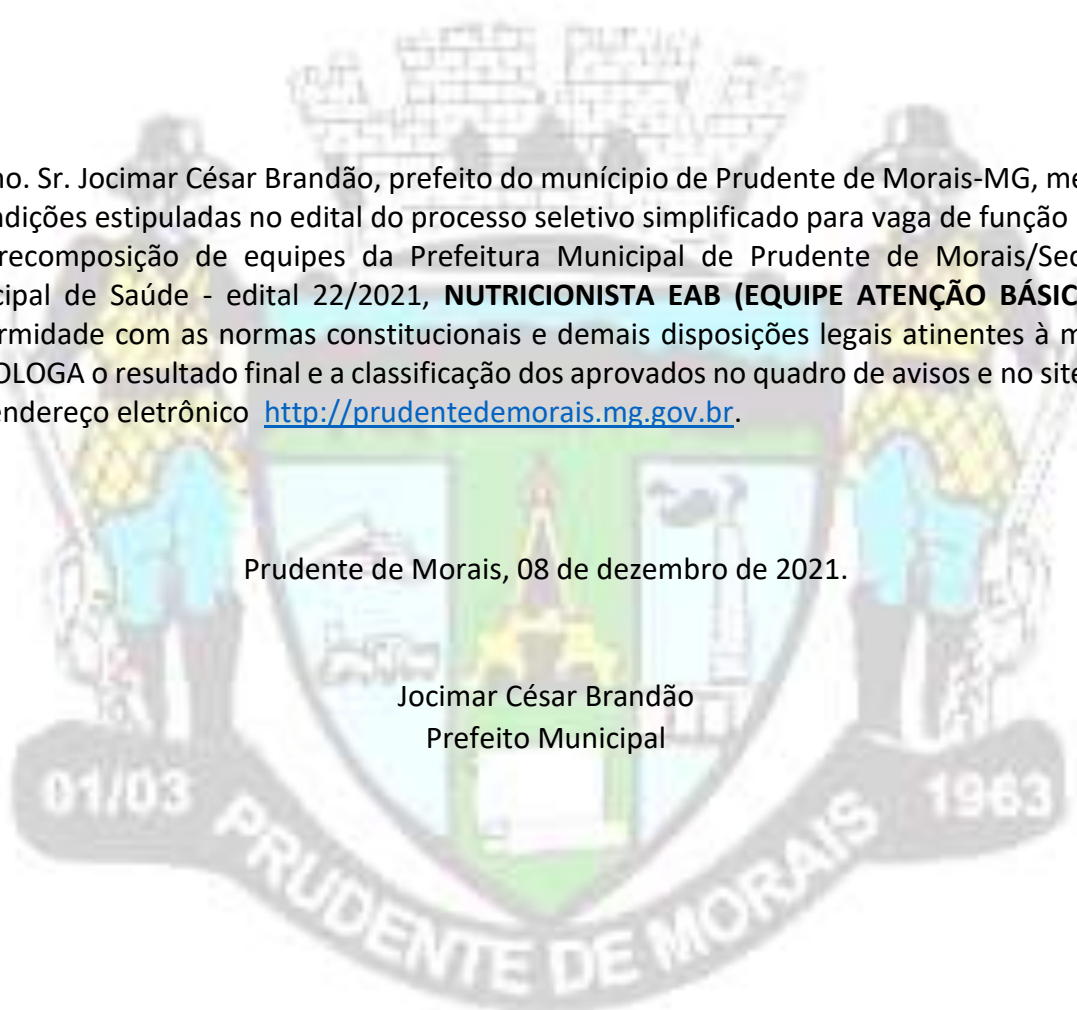 no. Sr. Jocimar César Brandão, prefeito do munícipio de Prudente de Morais-MG, me
ndições estipuladas no edital do processo seletivo simplificado para vaga de função
recomposição de equipes da Prefeitura Municipal de Prudente de Morais/Sec
cipal de Saúde - edital 22/2021, NUTRICIONISTA EAB (EQUIPE ATENÇÃO BÁSIC
rmidade com as normas constitucionais e demais disposições legais atinentes à m
OLOGA o resultado final e a classificação dos aprovados no quadro de avisos e no site
endereço eletrônico http://prudentedemorais.mg.gov.br.
Prudente de Morais, 08 de dezembro de 2021.
Jocimar César Brandão
Prefeito Municipal
01/03 PRUDENTE DE MORAIS 1963